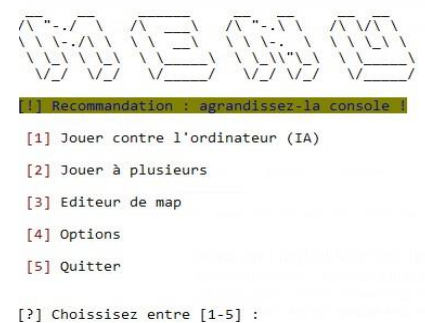 MENU
[!] Recommandation : agrandissez-la console !
[1] Jouer contre l'ordinateur (IA)
[2] Jouer à plusieurs
[3] Editeur de map
[4] Options
[5] Quitter
[?] Choissisez entre [1-5] :